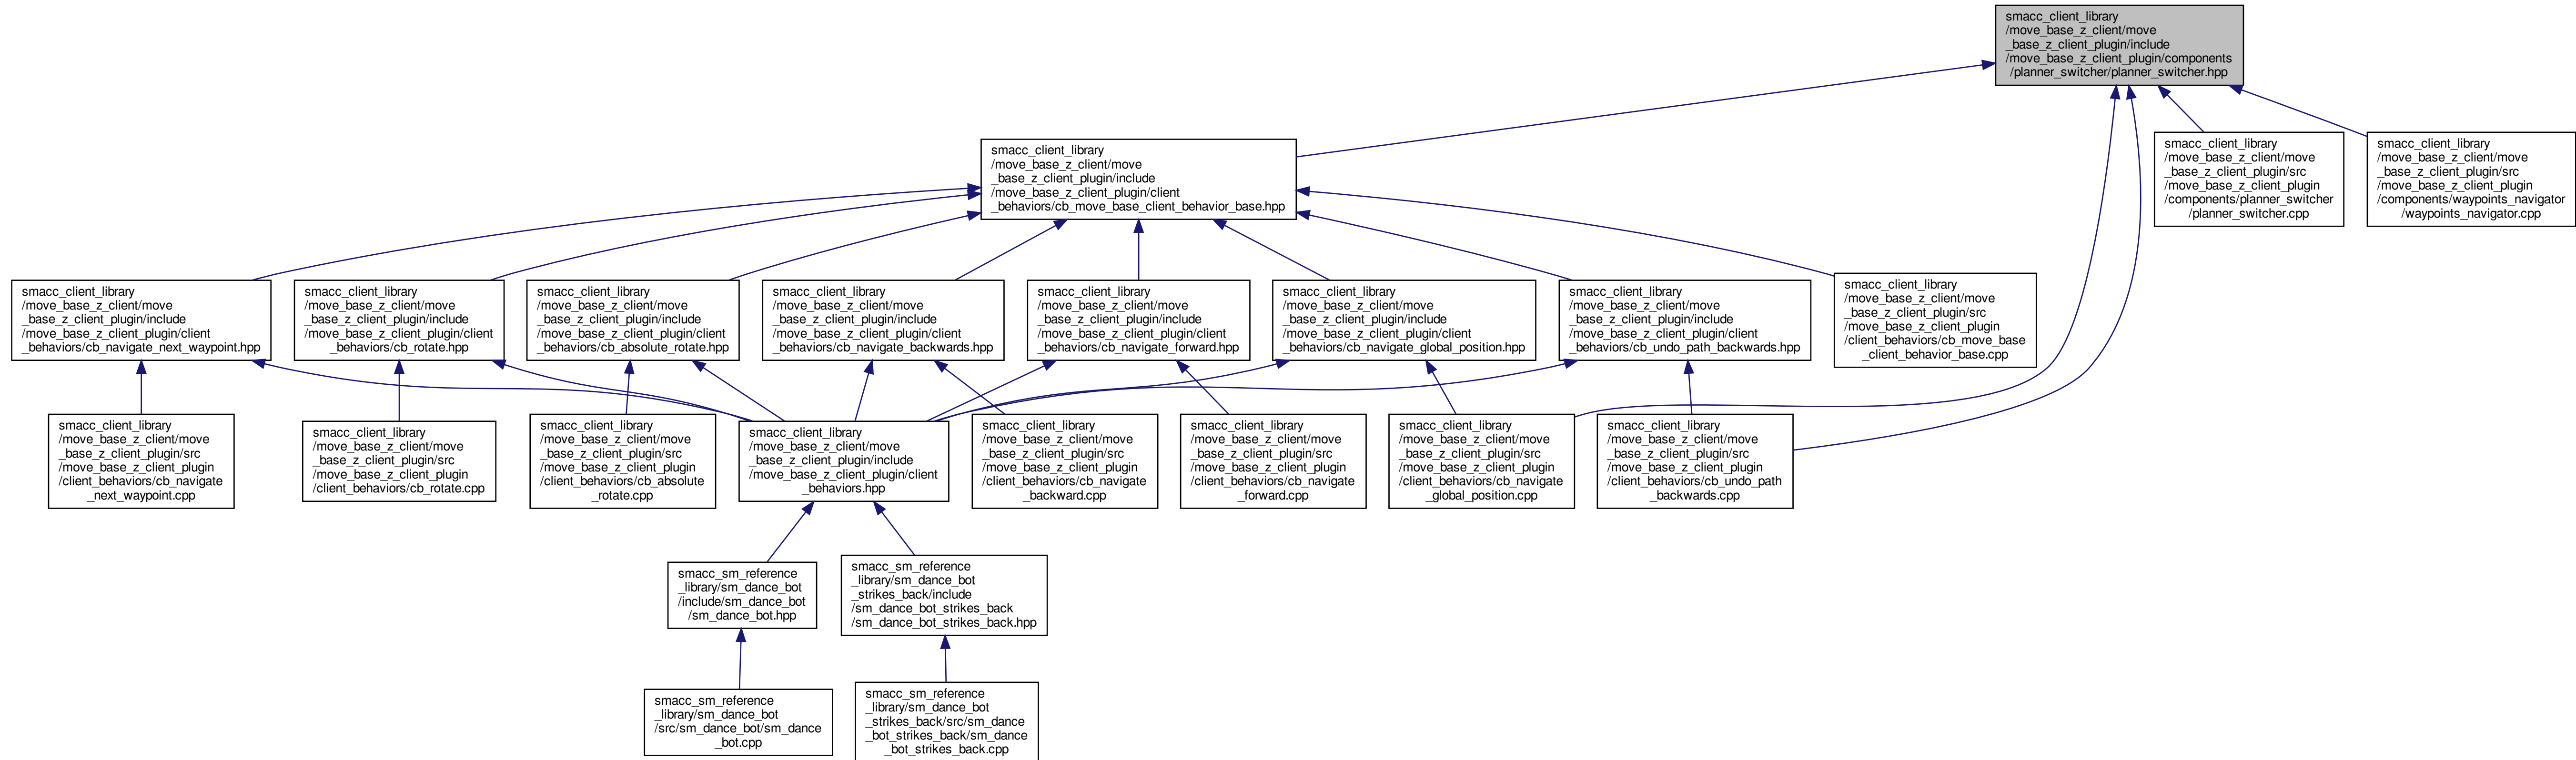 smacc_client_library
/move_base_z_client/move
_base_z_client_plugin/include
/move_base_z_client_plugin/components
/planner_switcher/planner_switcher.hpp
smacc_client_library
/move_base_z_client/move
_base_z_client_plugin/include
/move_base_z_client_plugin/client
_behaviors/cb_move_base_client_behavior_base.hpp
smacc_client_library
/move_base_z_client/move
_base_z_client_plugin/src
/move_base_z_client_plugin
/components/planner_switcher
/planner_switcher.cpp
smacc_client_library
/move_base_z_client/move
_base_z_client_plugin/src
/move_base_z_client_plugin
/components/waypoints_navigator
/waypoints_navigator.cpp
smacc_client_library
/move_base_z_client/move
_base_z_client_plugin/include
/move_base_z_client_plugin/client
_behaviors/cb_navigate_next_waypoint.hpp
smacc_client_library
/move_base_z_client/move
_base_z_client_plugin/include
/move_base_z_client_plugin/client
_behaviors/cb_rotate.hpp
smacc_client_library
/move_base_z_client/move
_base_z_client_plugin/include
/move_base_z_client_plugin/client
_behaviors/cb_absolute_rotate.hpp
smacc_client_library
/move_base_z_client/move
_base_z_client_plugin/include
/move_base_z_client_plugin/client
_behaviors/cb_navigate_backwards.hpp
smacc_client_library
/move_base_z_client/move
_base_z_client_plugin/include
/move_base_z_client_plugin/client
_behaviors/cb_navigate_forward.hpp
smacc_client_library
/move_base_z_client/move
_base_z_client_plugin/include
/move_base_z_client_plugin/client
_behaviors/cb_navigate_global_position.hpp
smacc_client_library
/move_base_z_client/move
_base_z_client_plugin/include
/move_base_z_client_plugin/client
_behaviors/cb_undo_path_backwards.hpp
smacc_client_library
/move_base_z_client/move
_base_z_client_plugin/src
/move_base_z_client_plugin
/client_behaviors/cb_move_base
_client_behavior_base.cpp
smacc_client_library
/move_base_z_client/move
_base_z_client_plugin/src
/move_base_z_client_plugin
/client_behaviors/cb_navigate
_next_waypoint.cpp
smacc_client_library
/move_base_z_client/move
_base_z_client_plugin/src
/move_base_z_client_plugin
/client_behaviors/cb_rotate.cpp
smacc_client_library
/move_base_z_client/move
_base_z_client_plugin/src
/move_base_z_client_plugin
/client_behaviors/cb_absolute
_rotate.cpp
smacc_client_library
/move_base_z_client/move
_base_z_client_plugin/include
/move_base_z_client_plugin/client
_behaviors.hpp
smacc_client_library
/move_base_z_client/move
_base_z_client_plugin/src
/move_base_z_client_plugin
/client_behaviors/cb_navigate
_backward.cpp
smacc_client_library
/move_base_z_client/move
_base_z_client_plugin/src
/move_base_z_client_plugin
/client_behaviors/cb_navigate
_forward.cpp
smacc_client_library
/move_base_z_client/move
_base_z_client_plugin/src
/move_base_z_client_plugin
/client_behaviors/cb_navigate
_global_position.cpp
smacc_client_library
/move_base_z_client/move
_base_z_client_plugin/src
/move_base_z_client_plugin
/client_behaviors/cb_undo_path
_backwards.cpp
smacc_sm_reference
_library/sm_dance_bot
/include/sm_dance_bot
/sm_dance_bot.hpp
smacc_sm_reference
_library/sm_dance_bot
_strikes_back/include
/sm_dance_bot_strikes_back
/sm_dance_bot_strikes_back.hpp
smacc_sm_reference
_library/sm_dance_bot
/src/sm_dance_bot/sm_dance
_bot.cpp
smacc_sm_reference
_library/sm_dance_bot
_strikes_back/src/sm_dance
_bot_strikes_back/sm_dance
_bot_strikes_back.cpp